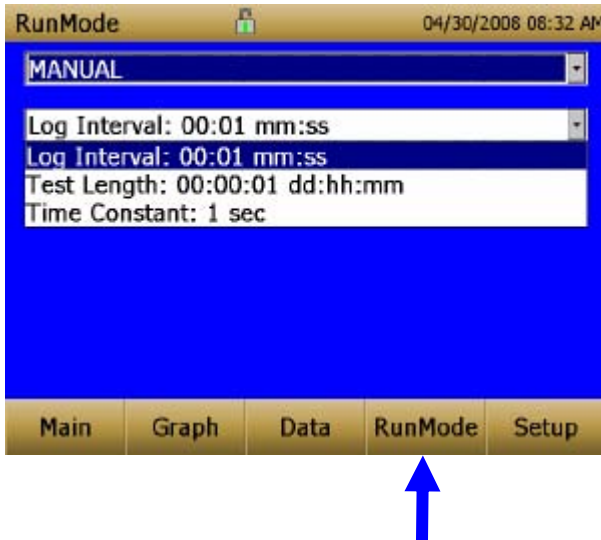 RunMode 04/30/2008 08:32 AM
MANUAL
Log Interval: 00:01 mm:ss
Log Interval: 00:01 mm:ss
Test Length: 00:00:01 dd:hh:mm
Time Constant: 1 sec
Main Graph Data RunMode Setup